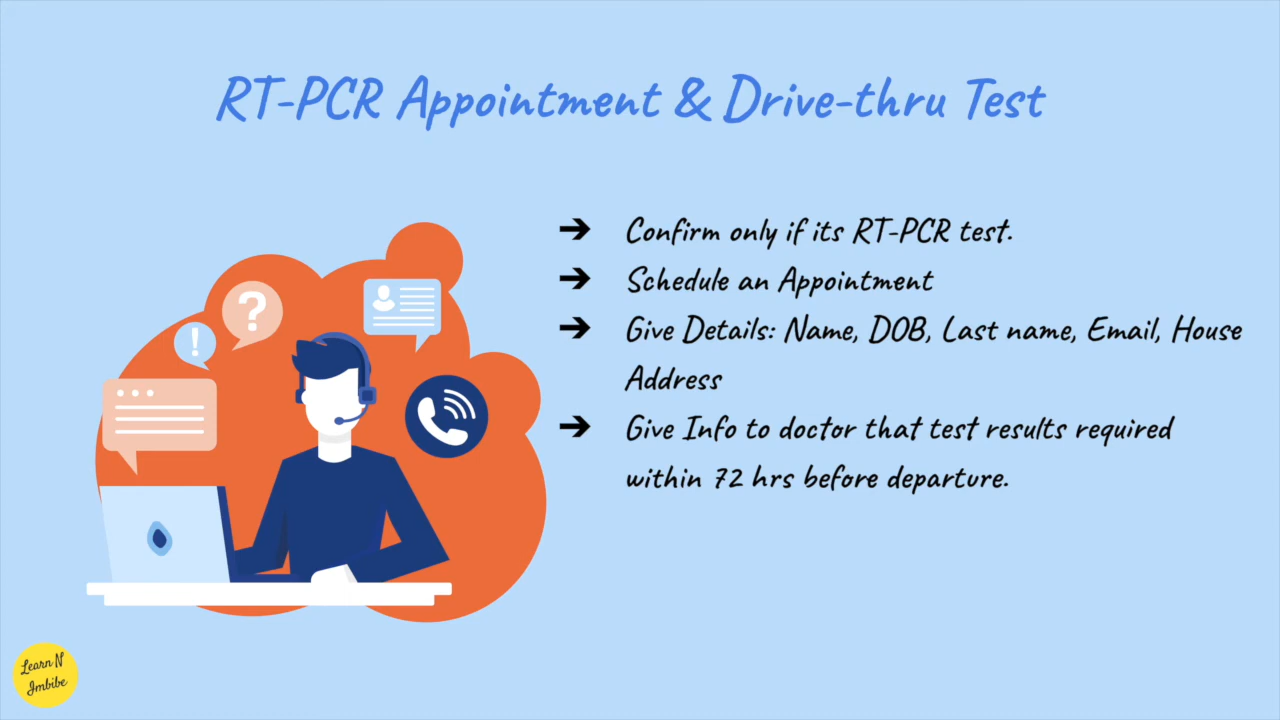 RT-PCR Appointment & Drive-thru Test
➔ Confirm only if its RT-PCR test.
➔ Schedule an Appointment
➔ Give Details: Name, DOB, Last name, Email, House
Address
➔ Give Info to doctor that test results required
within 72 hrs before departure.
?
!
Learn N
Imbibe